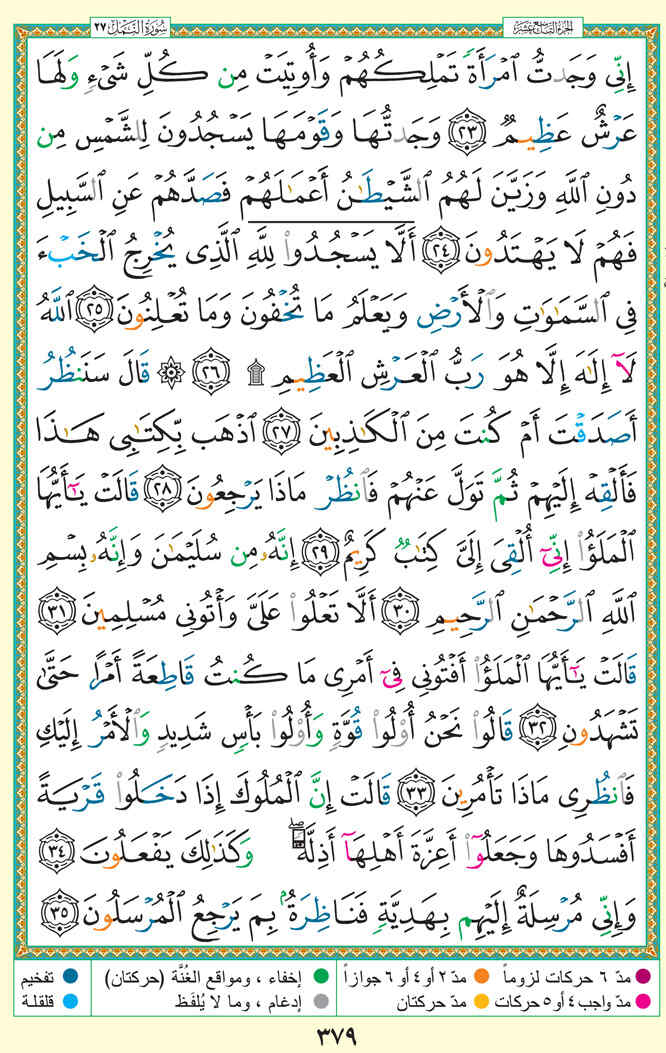 سُورَةُ النَّمْلِ ٢٧
الجزء التاسع عشر
إِنِّي وَجَدتُّ ٱمْرَأَةً تَمْلِكُهُمْ وَأُوتِيَتْ مِن كُلِّ شَىْءٍ وَلَهَا
عَرْشٌ عَظِيمٌ ٢٣ وَجَدتُّهَا وَقَوْمَهَا يَسْجُدُونَ لِلشَّمْسِ مِن
دُونِ ٱللَّهِ وَزَيَّنَ لَهُمُ ٱلشَّيْطَٰنُ أَعْمَٰلَهُمْ فَصَدَّهُمْ عَنِ ٱلسَّبِيلِ
فَهُمْ لَا يَهْتَدُونَ ٢٤ أَلَّا يَسْجُدُوا۟ لِلَّهِ ٱلَّذِى يُخْرِجُ ٱلْخَبْءَ
فِى ٱلسَّمَٰوَٰتِ وَٱلْأَرْضِ وَيَعْلَمُ مَا تُخْفُونَ وَمَا تُعْلِنُونَ ٢٥ ٱللَّهُ
لَآ إِلَٰهَ إِلَّا هُوَ رَبُّ ٱلْعَرْشِ ٱلْعَظِيمِ ۩ ٢٦ ۞ قَالَ سَنَنظُرُ
أَصَدَقْتَ أَمْ كُنتَ مِنَ ٱلْكَٰذِبِينَ ٢٧ ٱذْهَب بِّكِتَٰبِى هَٰذَا
فَأَلْقِهْ إِلَيْهِمْ ثُمَّ تَوَلَّ عَنْهُمْ فَٱنظُرْ مَاذَا يَرْجِعُونَ ٢٨ قَالَتْ يَٰٓأَيُّهَا
ٱلْمَلَؤُا۟ إِنِّىٓ أُلْقِىَ إِلَىَّ كِتَٰبٌ كَرِيمٌ ٢٩ إِنَّهُۥ مِن سُلَيْمَٰنَ وَإِنَّهُۥ بِسْمِ
ٱللَّهِ ٱلرَّحْمَٰنِ ٱلرَّحِيمِ ٣٠ أَلَّا تَعْلُوا۟ عَلَىَّ وَأْتُونِى مُسْلِمِينَ ٣١
قَالَتْ يَٰٓأَيُّهَا ٱلْمَلَؤُا۟ أَفْتُونِى فِىٓ أَمْرِى مَا كُنتُ قَاطِعَةً أَمْرًا حَتَّىٰ
تَشْهَدُونِ ٣٢ قَالُوا۟ نَحْنُ أُو۟لُوا۟ قُوَّةٍ وَأُو۟لُوا۟ بَأْسٍ شَدِيدٍ وَٱلْأَمْرُ إِلَيْكِ
فَٱنظُرِى مَاذَا تَأْمُرِينَ ٣٣ قَالَتْ إِنَّ ٱلْمُلُوكَ إِذَا دَخَلُوا۟ قَرْيَةً
أَفْسَدُوهَا وَجَعَلُوٓا۟ أَعِزَّةَ أَهْلِهَآ أَذِلَّةً ۖ وَكَذَٰلِكَ يَفْعَلُونَ ٣٤
وَإِنِّى مُرْسِلَةٌ إِلَيْهِم بِهَدِيَّةٍ فَنَاظِرَةٌۢ بِمَ يَرْجِعُ ٱلْمُرْسَلُونَ ٣٥
مدّ ٦ حركات لزوماً مدّ ٢ أو ٤ أو ٦ جوازاً إخفاء ، ومواقع الغُنَّة (حركتان) تفخيم
مدّ واجب ٤ أو ٥ حركات مدّ حركتان إدغام ، وما لا يُلفَظ قلقلة
٣٧٩